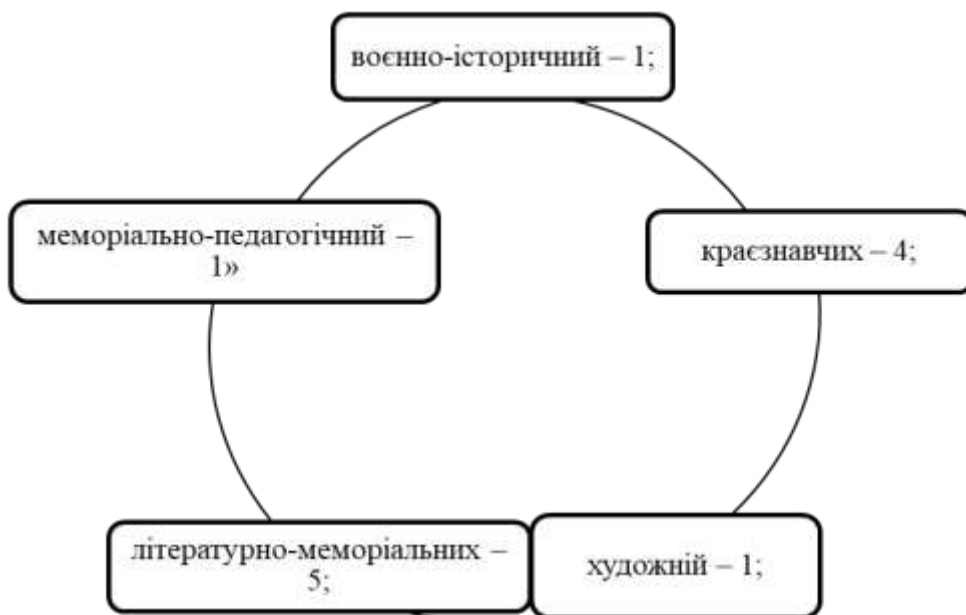 воєнно-історичний – 1;
меморіально-педагогічний –
1»
краєзнавчих – 4;
літературно-меморіальних –
5;
художній – 1;